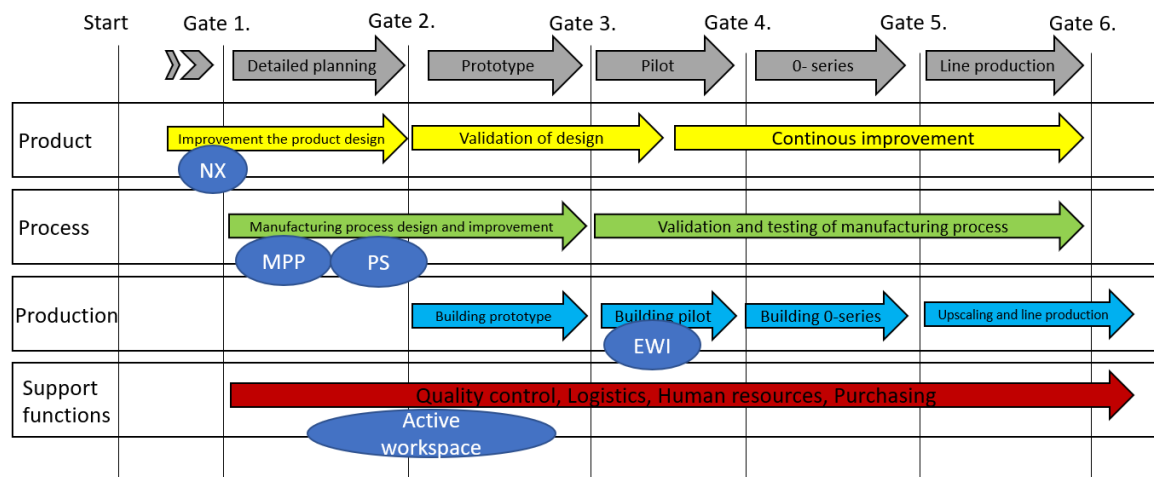 Start
Gate 1.
Gate 2.
Gate 3.
Gate 4.
Gate 5.
Gate 6.
Detailed planning
Prototype
Pilot
0- series
Line production
Product
Improvement the product design
Validation of design
Continous improvement
NX
Process
Manufacturing process design and improvement
Validation and testing of manufacturing process
MPP
PS
Production
Building prototype
Building pilot
Building 0-series
Upscaling and line production
EWI
Support
functions
Quality control, Logistics, Human resources, Purchasing
Active
workspace